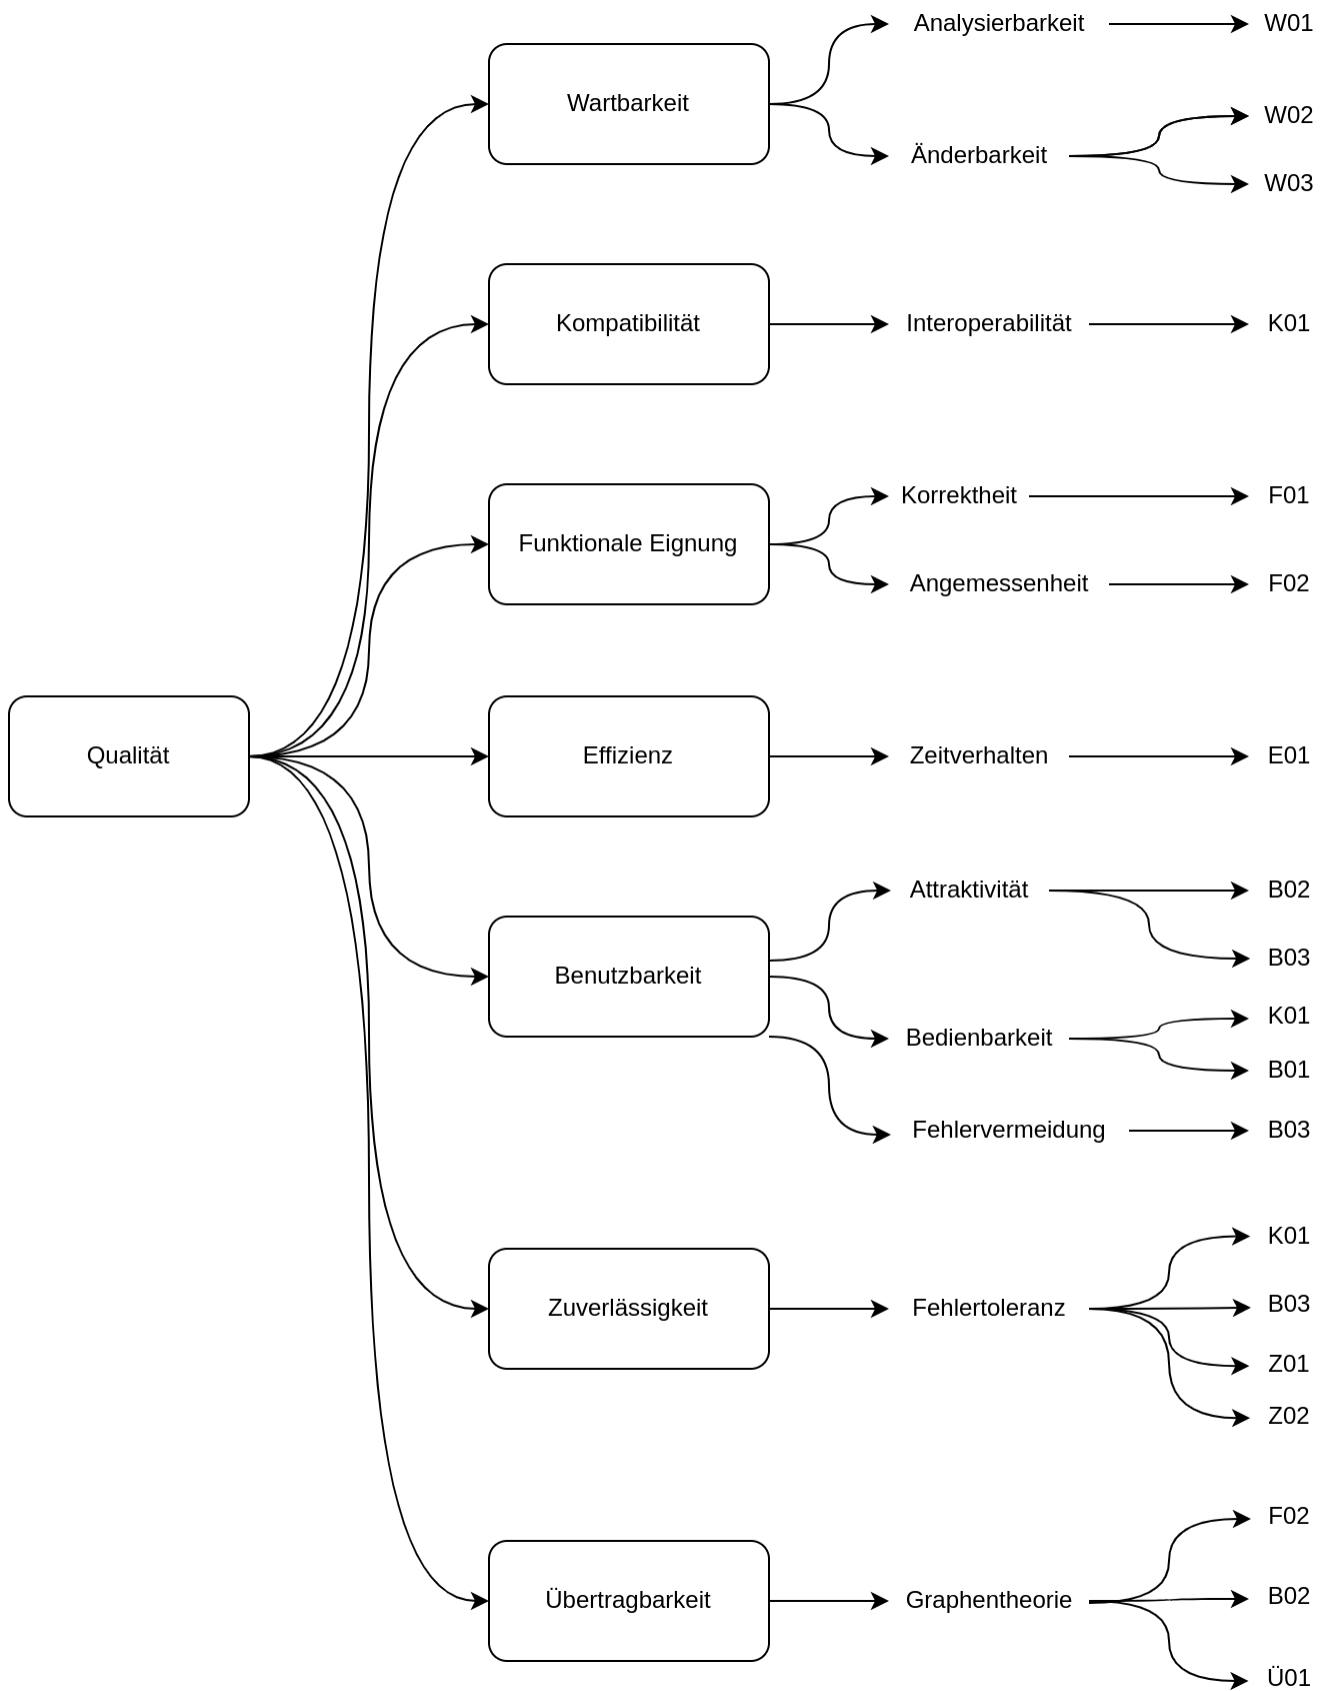 Qualität
Wartbarkeit
Analysierbarkeit
W01
Änderbarkeit
W02
W03
Kompatibilität
Interoperabilität
K01
Funktionale Eignung
Korrektheit
F01
Angemessenheit
F02
Effizienz
Zeitverhalten
E01
Benutzbarkeit
Attraktivität
B02
B03
Bedienbarkeit
K01
B01
Fehlervermeidung
B03
Zuverlässigkeit
Fehlertoleranz
K01
B03
Z01
Z02
Übertragbarkeit
Graphentheorie
F02
B02
Ü01